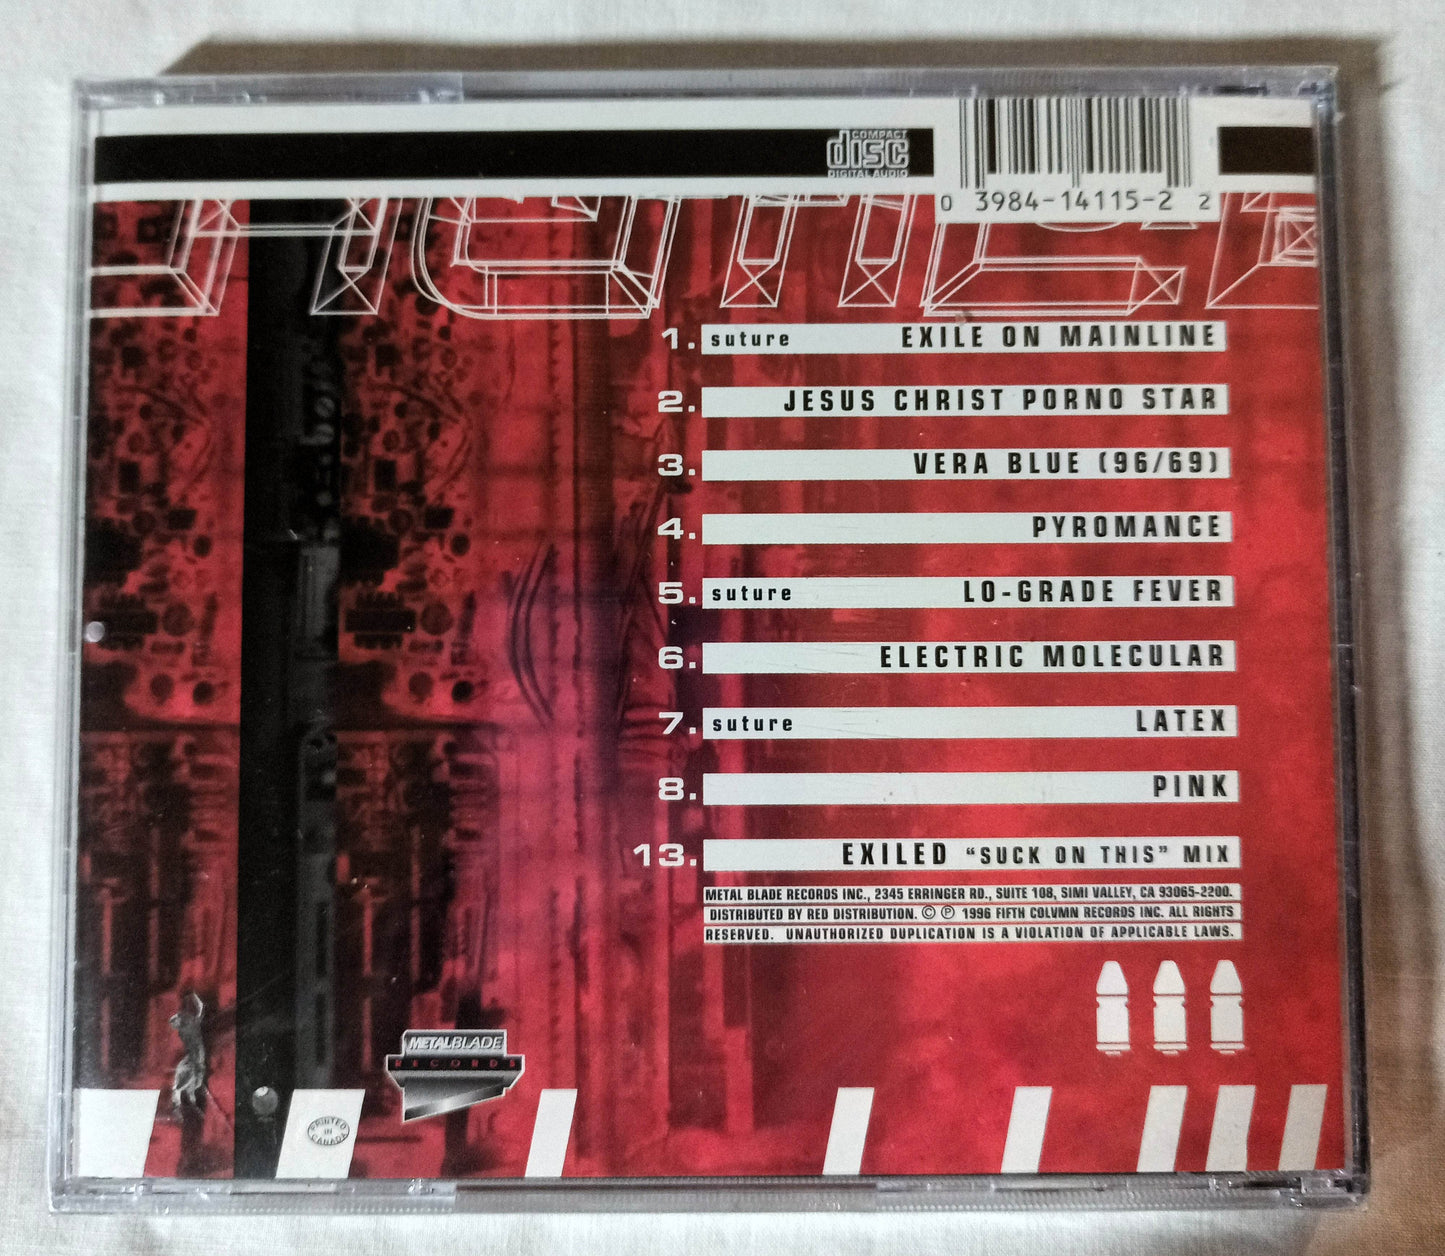 COMPACT
disc
DIGITAL AUDIO
0 3984-14115-2 2
1. suture EXILE ON MAINLINE
2. JESUS CHRIST PORNO STAR
3. VERA BLUE (96/69)
4. PYROMANCE
5. suture LO-GRADE FEVER
6. ELECTRIC MOLECULAR
7. suture LATEX
8. PINK
13. EXILED "SUCK ON THIS" MIX
METAL BLADE RECORDS INC., 2345 ERRINGER RD., SUITE 108, SIMI VALLEY, CA 93065-2200.
DISTRIBUTED BY RED DISTRIBUTION. © ℗ 1996 FIFTH COLVMN RECORDS INC. ALL RIGHTS
RESERVED. UNAUTHORIZED DUPLICATION IS A VIOLATION OF APPLICABLE LAWS.
METALBLADE
RECORDS
PRINTED
IN
CANADA